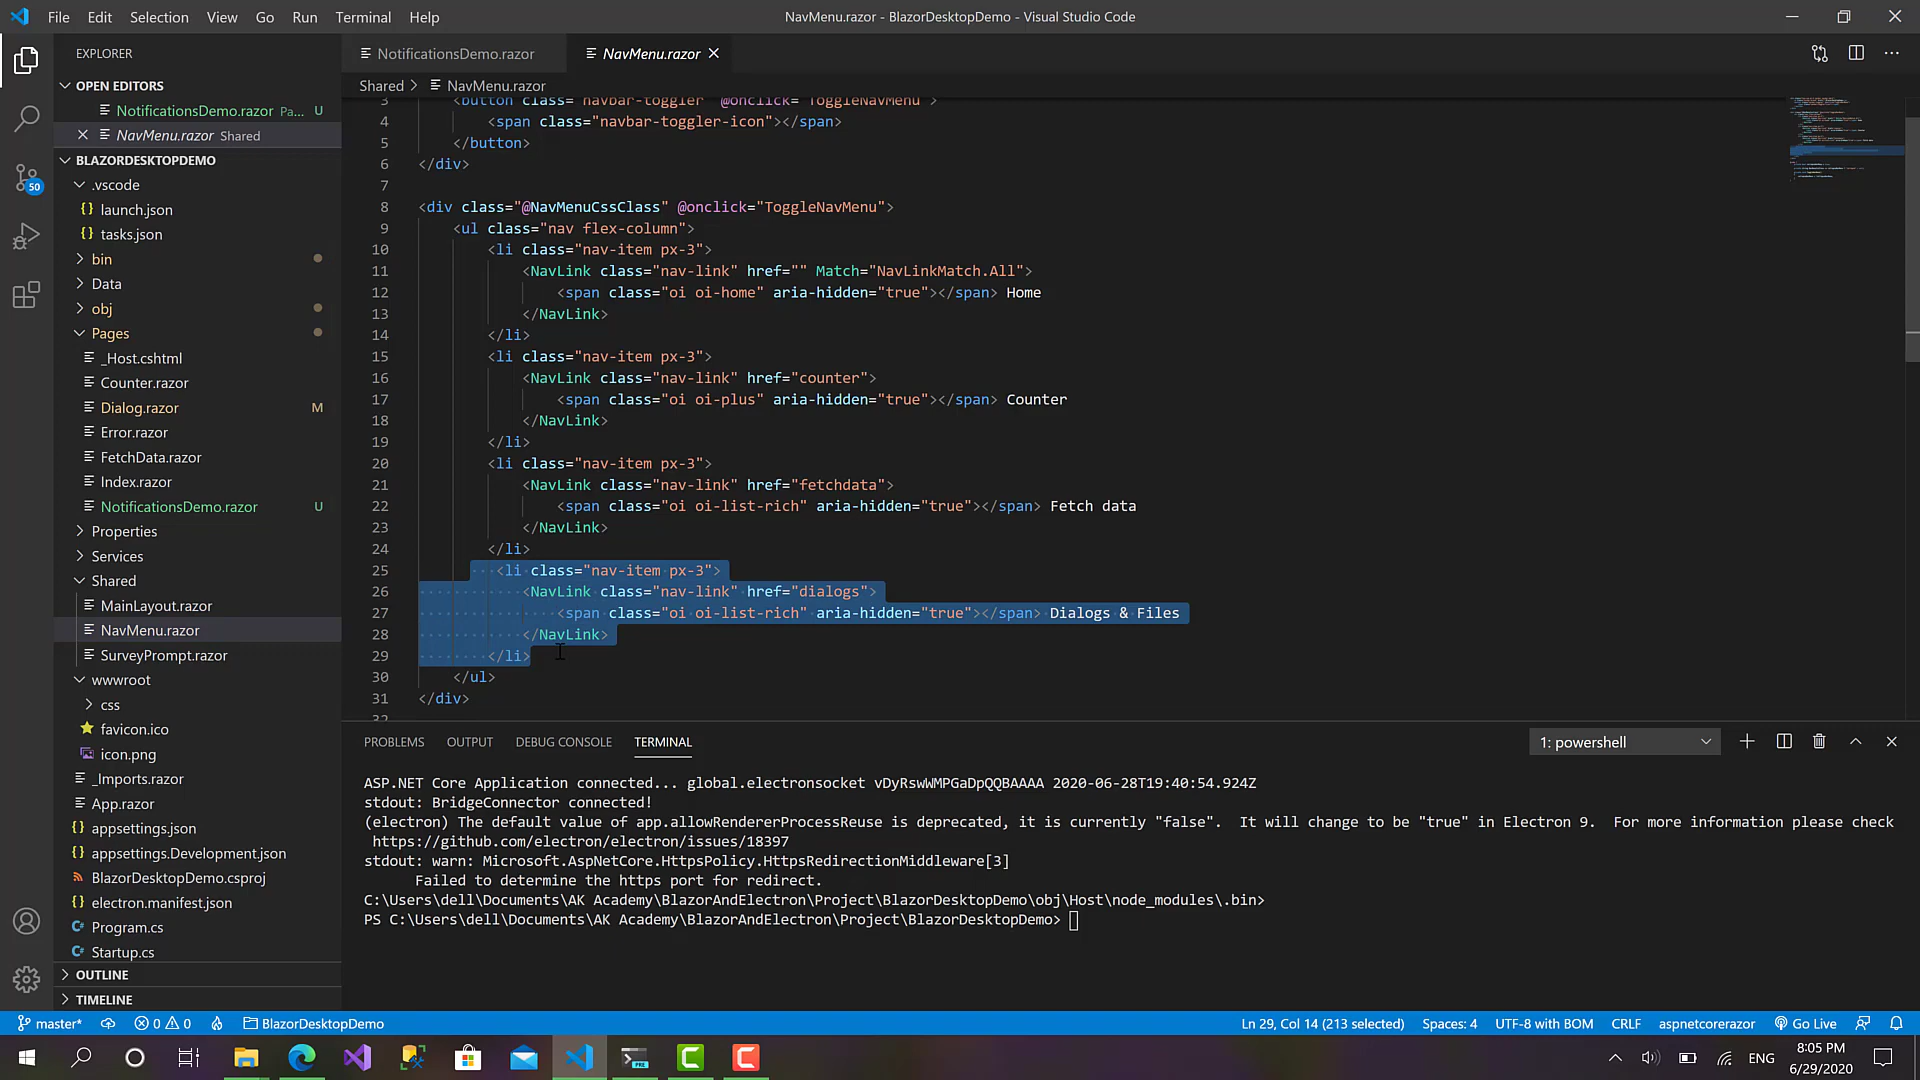 File Edit Selection View Go Run Terminal Help
NavMenu.razor - BlazorDesktopDemo - Visual Studio Code
EXPLORER
OPEN EDITORS
NotificationsDemo.razor Pa... U
NavMenu.razor Shared
BLAZORDESKTOPDEMO
.vscode
launch.json
tasks.json
bin
Data
obj
Pages
_Host.cshtml
Counter.razor
Dialog.razor M
Error.razor
FetchData.razor
Index.razor
NotificationsDemo.razor U
Properties
Services
Shared
MainLayout.razor
NavMenu.razor
SurveyPrompt.razor
wwwroot
css
favicon.ico
icon.png
_Imports.razor
App.razor
appsettings.json
appsettings.Development.json
BlazorDesktopDemo.csproj
electron.manifest.json
Program.cs
Startup.cs
OUTLINE
TIMELINE
50
NotificationsDemo.razor NavMenu.razor
Shared > NavMenu.razor
3 <button class="navbar-toggler" @onclick="ToggleNavMenu">
4 <span class="navbar-toggler-icon"></span>
5 </button>
6 </div>
7
8 <div class="@NavMenuCssClass" @onclick="ToggleNavMenu">
9 <ul class="nav flex-column">
10 <li class="nav-item px-3">
11 <NavLink class="nav-link" href="" Match="NavLinkMatch.All">
12 <span class="oi oi-home" aria-hidden="true"></span> Home
13 </NavLink>
14 </li>
15 <li class="nav-item px-3">
16 <NavLink class="nav-link" href="counter">
17 <span class="oi oi-plus" aria-hidden="true"></span> Counter
18 </NavLink>
19 </li>
20 <li class="nav-item px-3">
21 <NavLink class="nav-link" href="fetchdata">
22 <span class="oi oi-list-rich" aria-hidden="true"></span> Fetch data
23 </NavLink>
24 </li>
25 <li class="nav-item px-3">
26 <NavLink class="nav-link" href="dialogs">
27 <span class="oi oi-list-rich" aria-hidden="true"></span> Dialogs & Files
28 </NavLink>
29 </li>
30 </ul>
31 </div>
32
PROBLEMS OUTPUT DEBUG CONSOLE TERMINAL 1: powershell
ASP.NET Core Application connected... global.electronsocket vDyRswWMPGaDpQQBAAAA 2020-06-28T19:40:54.924Z
stdout: BridgeConnector connected!
(electron) The default value of app.allowRendererProcessReuse is deprecated, it is currently "false". It will change to be "true" in Electron 9. For more information please check
https://github.com/electron/electron/issues/18397
stdout: warn: Microsoft.AspNetCore.HttpsPolicy.HttpsRedirectionMiddleware[3]
Failed to determine the https port for redirect.
C:\Users\dell\Documents\AK Academy\BlazorAndElectron\Project\BlazorDesktopDemo\obj\Host\node_modules\.bin>
PS C:\Users\dell\Documents\AK Academy\BlazorAndElectron\Project\BlazorDesktopDemo>
master* 0 0 BlazorDesktopDemo Ln 29, Col 14 (213 selected) Spaces: 4 UTF-8 with BOM CRLF aspnetcorerazor Go Live
ENG
8:05 PM
6/29/2020